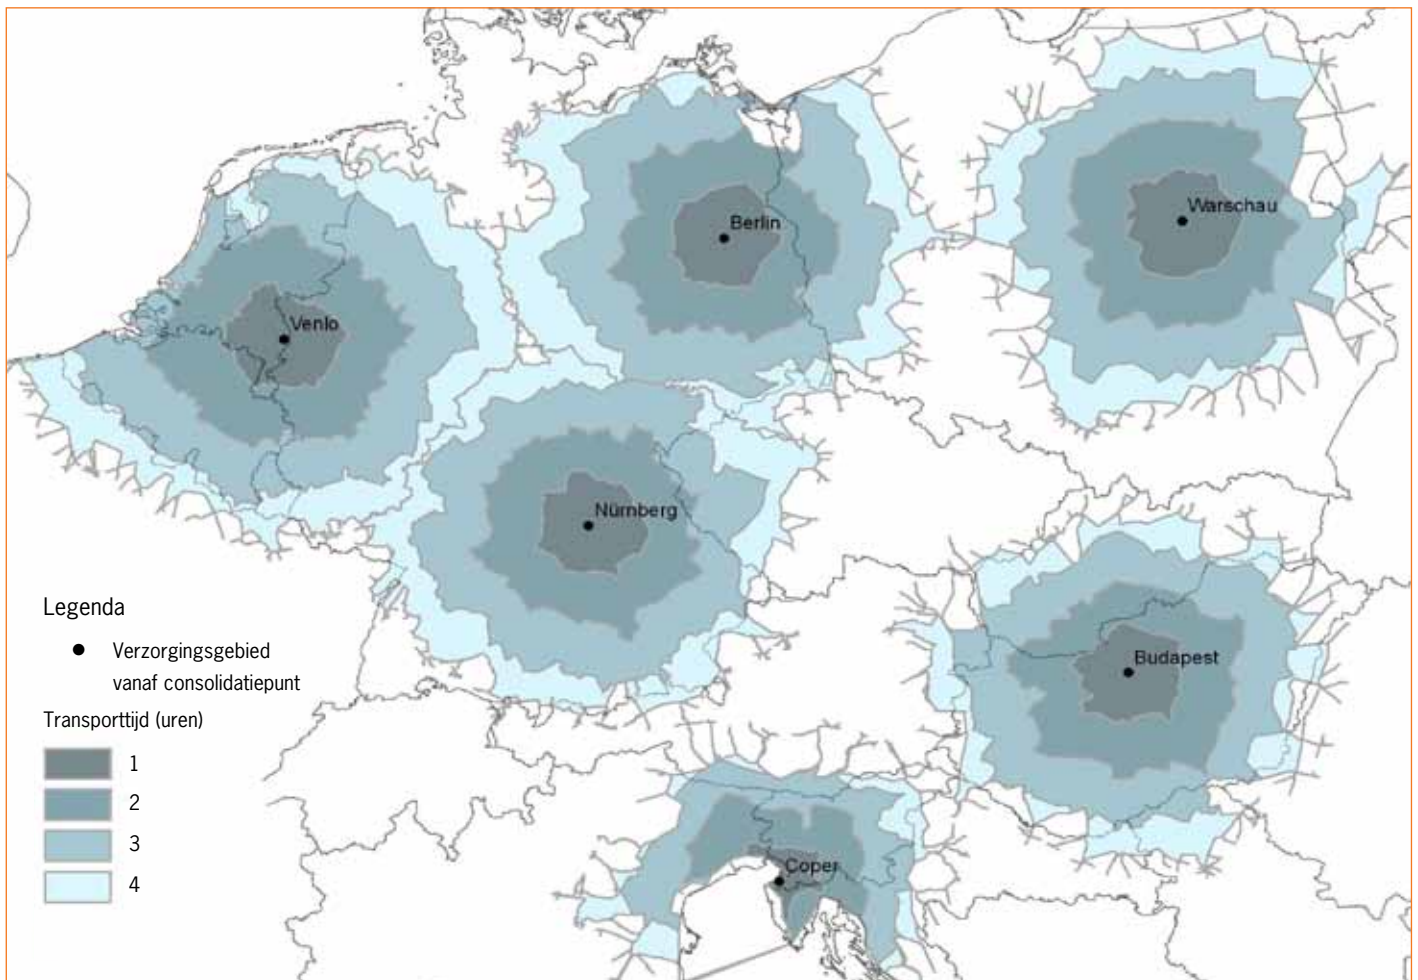 Berlin
Warschau
Venlo
Nürnberg
Budapest
Coper
Legenda
Verzorgingsgebied
vanaf consolidatiepunt
Transporttijd (uren)
1
2
3
4